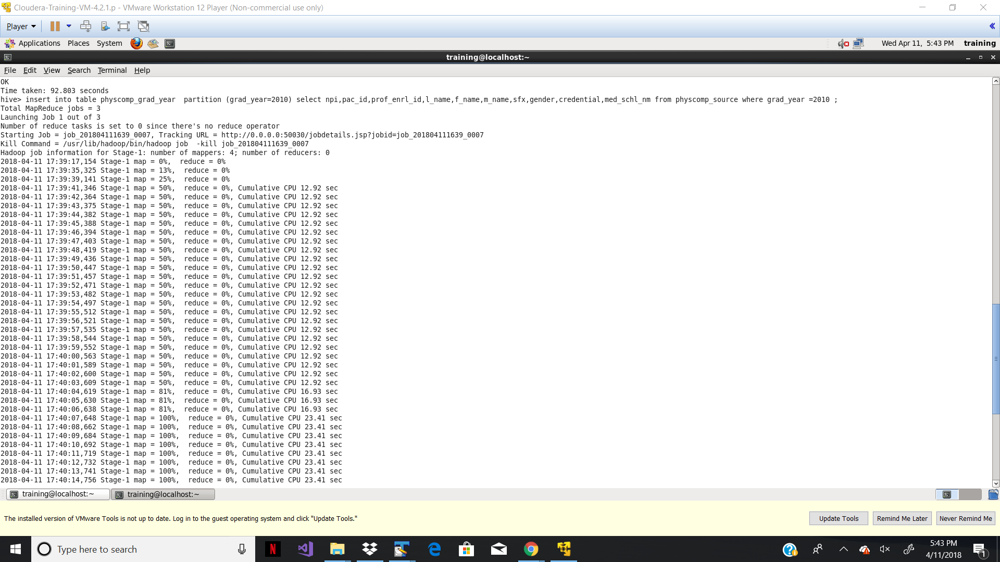 Cloudera-Training-VM-4.2.1.p - VMware Workstation 12 Player (Non-commercial use only)
Player
Applications Places System Wed Apr 11, 5:43 PM training
training@localhost:~
File Edit View Search Terminal Help
OK
Time taken: 92.803 seconds
hive> insert into table physcomp_grad_year  partition (grad_year=2010) select npi,pac_id,prof_enrl_id,l_name,f_name,m_name,sfx,gender,credential,med_schl_nm from physcomp_source where grad_year =2010 ;
Total MapReduce jobs = 3
Launching Job 1 out of 3
Number of reduce tasks is set to 0 since there's no reduce operator
Starting Job = job_201804111639_0007, Tracking URL = http://0.0.0.0:50030/jobdetails.jsp?jobid=job_201804111639_0007
Kill Command = /usr/lib/hadoop/bin/hadoop job  -kill job_201804111639_0007
Hadoop job information for Stage-1: number of mappers: 4; number of reducers: 0
2018-04-11 17:39:17,154 Stage-1 map = 0%,  reduce = 0%
2018-04-11 17:39:35,325 Stage-1 map = 13%,  reduce = 0%
2018-04-11 17:39:39,141 Stage-1 map = 25%,  reduce = 0%
2018-04-11 17:39:41,346 Stage-1 map = 50%,  reduce = 0%, Cumulative CPU 12.92 sec
2018-04-11 17:39:42,364 Stage-1 map = 50%,  reduce = 0%, Cumulative CPU 12.92 sec
2018-04-11 17:39:43,375 Stage-1 map = 50%,  reduce = 0%, Cumulative CPU 12.92 sec
2018-04-11 17:39:44,382 Stage-1 map = 50%,  reduce = 0%, Cumulative CPU 12.92 sec
2018-04-11 17:39:45,388 Stage-1 map = 50%,  reduce = 0%, Cumulative CPU 12.92 sec
2018-04-11 17:39:46,394 Stage-1 map = 50%,  reduce = 0%, Cumulative CPU 12.92 sec
2018-04-11 17:39:47,403 Stage-1 map = 50%,  reduce = 0%, Cumulative CPU 12.92 sec
2018-04-11 17:39:48,419 Stage-1 map = 50%,  reduce = 0%, Cumulative CPU 12.92 sec
2018-04-11 17:39:49,436 Stage-1 map = 50%,  reduce = 0%, Cumulative CPU 12.92 sec
2018-04-11 17:39:50,447 Stage-1 map = 50%,  reduce = 0%, Cumulative CPU 12.92 sec
2018-04-11 17:39:51,457 Stage-1 map = 50%,  reduce = 0%, Cumulative CPU 12.92 sec
2018-04-11 17:39:52,471 Stage-1 map = 50%,  reduce = 0%, Cumulative CPU 12.92 sec
2018-04-11 17:39:53,482 Stage-1 map = 50%,  reduce = 0%, Cumulative CPU 12.92 sec
2018-04-11 17:39:54,497 Stage-1 map = 50%,  reduce = 0%, Cumulative CPU 12.92 sec
2018-04-11 17:39:55,512 Stage-1 map = 50%,  reduce = 0%, Cumulative CPU 12.92 sec
2018-04-11 17:39:56,521 Stage-1 map = 50%,  reduce = 0%, Cumulative CPU 12.92 sec
2018-04-11 17:39:57,535 Stage-1 map = 50%,  reduce = 0%, Cumulative CPU 12.92 sec
2018-04-11 17:39:58,544 Stage-1 map = 50%,  reduce = 0%, Cumulative CPU 12.92 sec
2018-04-11 17:39:59,552 Stage-1 map = 50%,  reduce = 0%, Cumulative CPU 12.92 sec
2018-04-11 17:40:00,563 Stage-1 map = 50%,  reduce = 0%, Cumulative CPU 12.92 sec
2018-04-11 17:40:01,589 Stage-1 map = 50%,  reduce = 0%, Cumulative CPU 12.92 sec
2018-04-11 17:40:02,600 Stage-1 map = 50%,  reduce = 0%, Cumulative CPU 12.92 sec
2018-04-11 17:40:03,609 Stage-1 map = 50%,  reduce = 0%, Cumulative CPU 12.92 sec
2018-04-11 17:40:04,619 Stage-1 map = 81%,  reduce = 0%, Cumulative CPU 16.93 sec
2018-04-11 17:40:05,630 Stage-1 map = 81%,  reduce = 0%, Cumulative CPU 16.93 sec
2018-04-11 17:40:06,638 Stage-1 map = 81%,  reduce = 0%, Cumulative CPU 16.93 sec
2018-04-11 17:40:07,648 Stage-1 map = 100%,  reduce = 0%, Cumulative CPU 23.41 sec
2018-04-11 17:40:08,662 Stage-1 map = 100%,  reduce = 0%, Cumulative CPU 23.41 sec
2018-04-11 17:40:09,684 Stage-1 map = 100%,  reduce = 0%, Cumulative CPU 23.41 sec
2018-04-11 17:40:10,692 Stage-1 map = 100%,  reduce = 0%, Cumulative CPU 23.41 sec
2018-04-11 17:40:11,719 Stage-1 map = 100%,  reduce = 0%, Cumulative CPU 23.41 sec
2018-04-11 17:40:12,732 Stage-1 map = 100%,  reduce = 0%, Cumulative CPU 23.41 sec
2018-04-11 17:40:13,741 Stage-1 map = 100%,  reduce = 0%, Cumulative CPU 23.41 sec
2018-04-11 17:40:14,756 Stage-1 map = 100%,  reduce = 0%, Cumulative CPU 23.41 sec
training@localhost:~ training@localhost:~
The installed version of VMware Tools is not up to date. Log in to the guest operating system and click "Update Tools." Update Tools Remind Me Later Never Remind Me
Type here to search
N
5:43 PM
4/11/2018
1